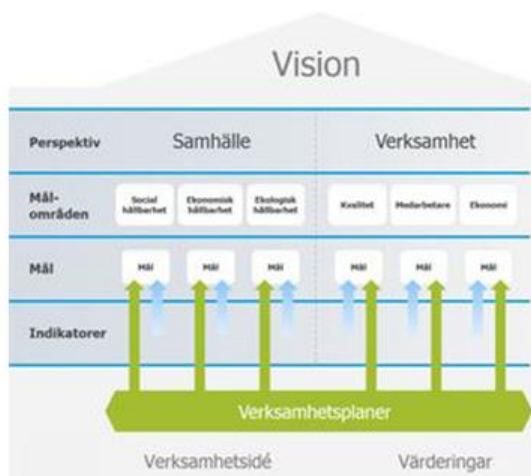 Vision
Perspektiv
Samhälle
Verksamhet
Mål-
områden
Social
hållbarhet
Ekonomisk
hållbarhet
Ekologisk
hållbarhet
Kvalitet
Medarbetare
Ekonomi
Mål
Mål
Mål
Mål
Mål
Mål
Mål
Indikatorer
Verksamhetsplaner
Verksamhetsidé
Värderingar